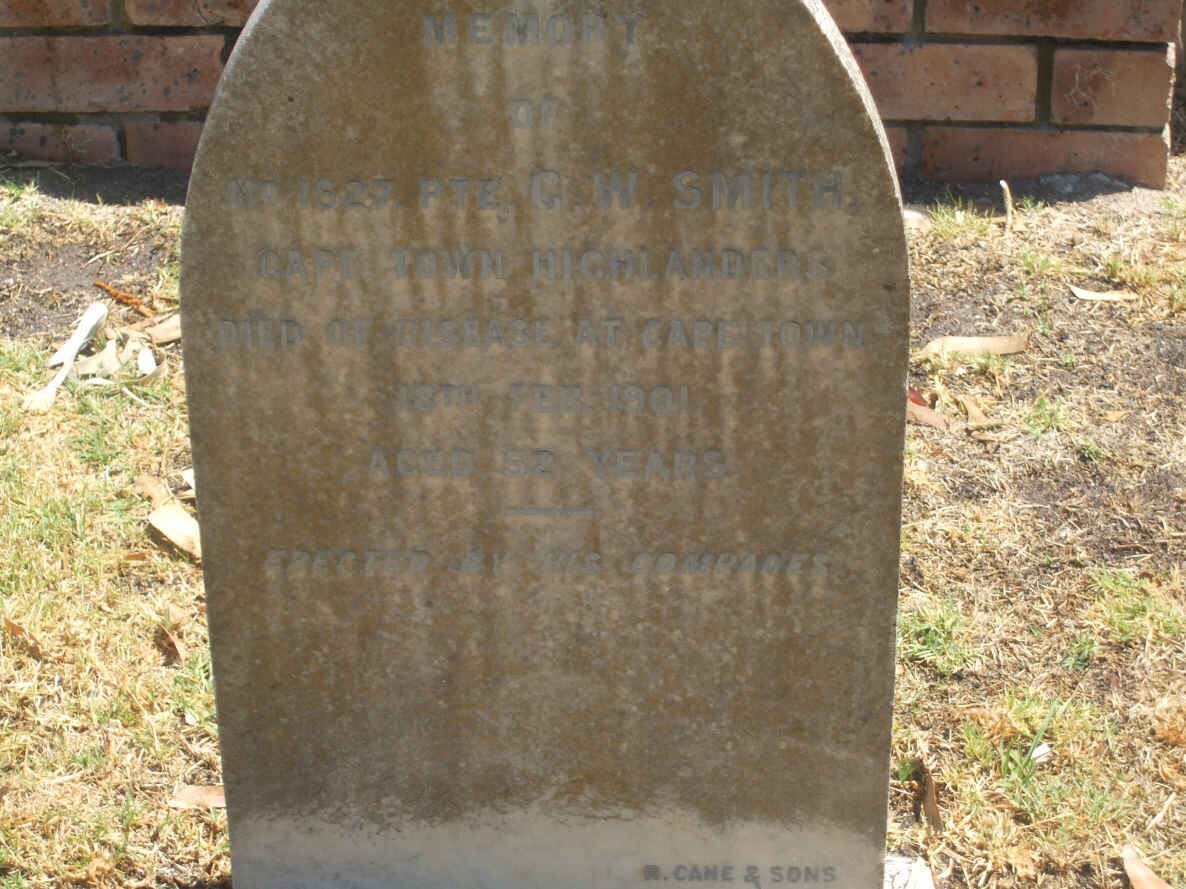 MEMORY
OF
No 1527. PTE. G. W. SMITH,
CAPE TOWN HIGHLANDERS
DIED OF DISEASE AT CAPE TOWN
18TH FEB. 1901.
AGED 52 YEARS.
ERECTED BY HIS COMRADES.
R. CANE & SONS